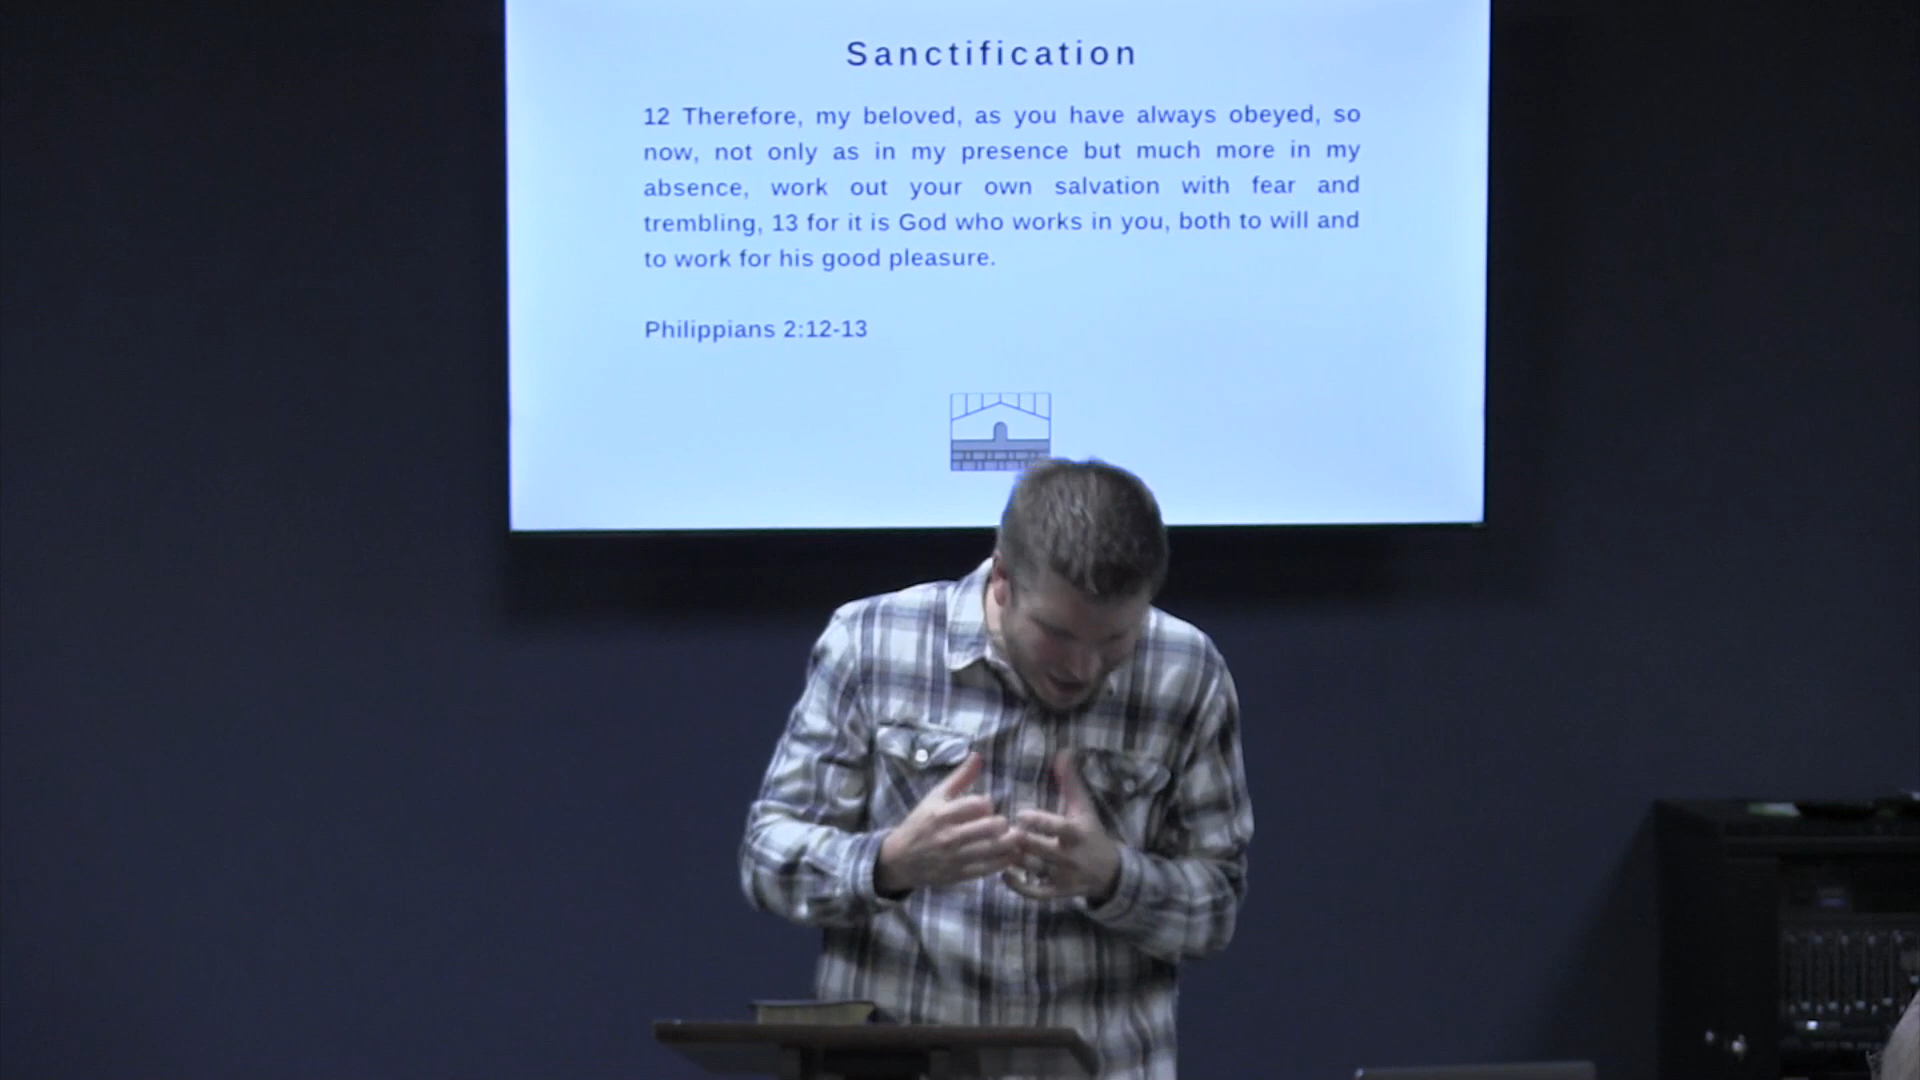 Sanctification
12 Therefore, my beloved, as you have always obeyed, so
now, not only as in my presence but much more in my
absence, work out your own salvation with fear and
trembling, 13 for it is God who works in you, both to will and
to work for his good pleasure.
Philippians 2:12-13